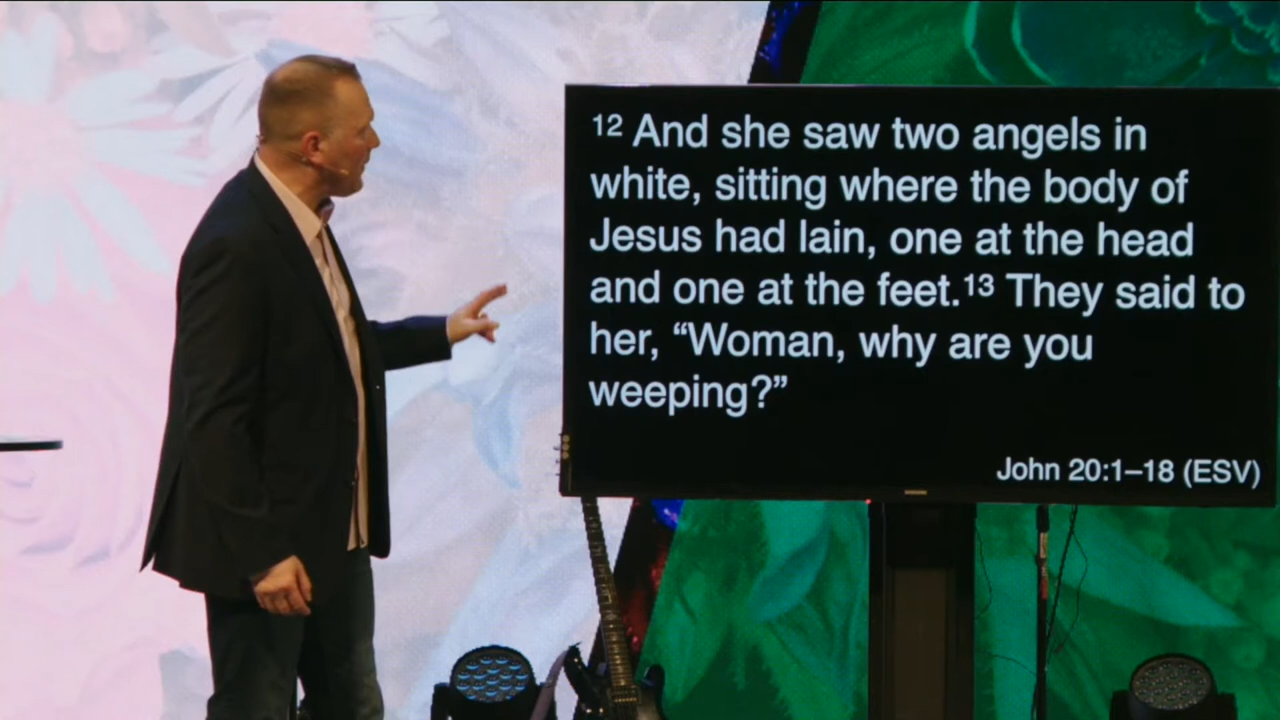 12 And she saw two angels in
white, sitting where the body of
Jesus had lain, one at the head
and one at the feet.13 They said to
her, “Woman, why are you
weeping?”
John 20:1–18 (ESV)